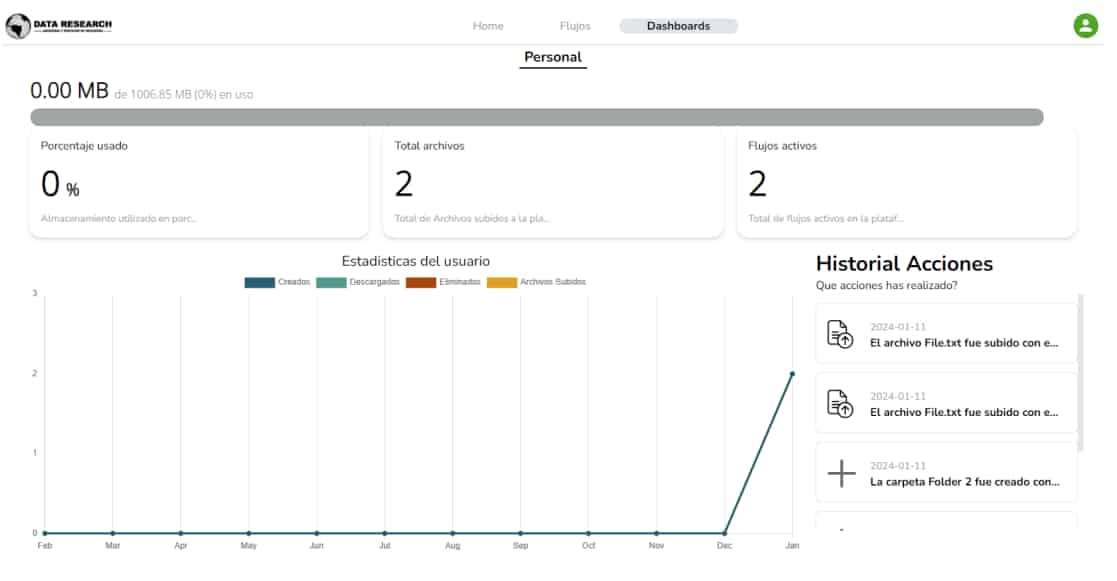 DATA RESEARCH
Home
Flujos
Dashboards
Personal
0.00 MB de 1006.85 MB (0%) en uso
Porcentaje usado
0 %
Almacenamiento utilizado en porc...
Total archivos
2
Total de Archivos subidos a la pla...
Flujos activos
2
Total de flujos activos en la plataf...
Estadisticas del usuario
Creados Descargados Eliminados Archivos Subidos
3
2
1
0
Feb Mar Apr May Jun Jul Aug Sep Oct Nov Dec Jan
Historial Acciones
Que acciones has realizado?
2024-01-11
El archivo File.txt fue subido con e...
2024-01-11
El archivo File.txt fue subido con e...
2024-01-11
La carpeta Folder 2 fue creado con...